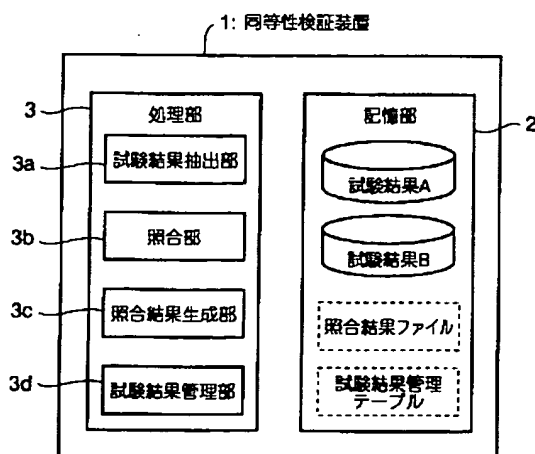 1: 同等性検証装置
3
処理部
3a
試験結果抽出部
3b
照合部
3c
照合結果生成部
3d
試験結果管理部
記憶部
2
試験結果A
試験結果B
照合結果ファイル
試験結果管理
テーブル